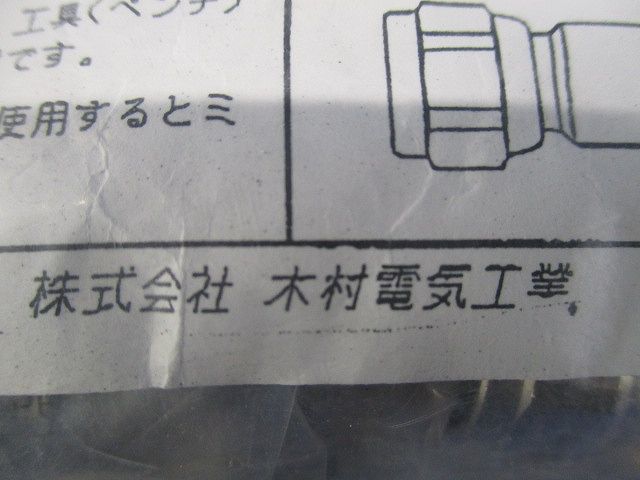 工具(ペンチ)
です。
使用するとミ
株式会社 木村電気工業